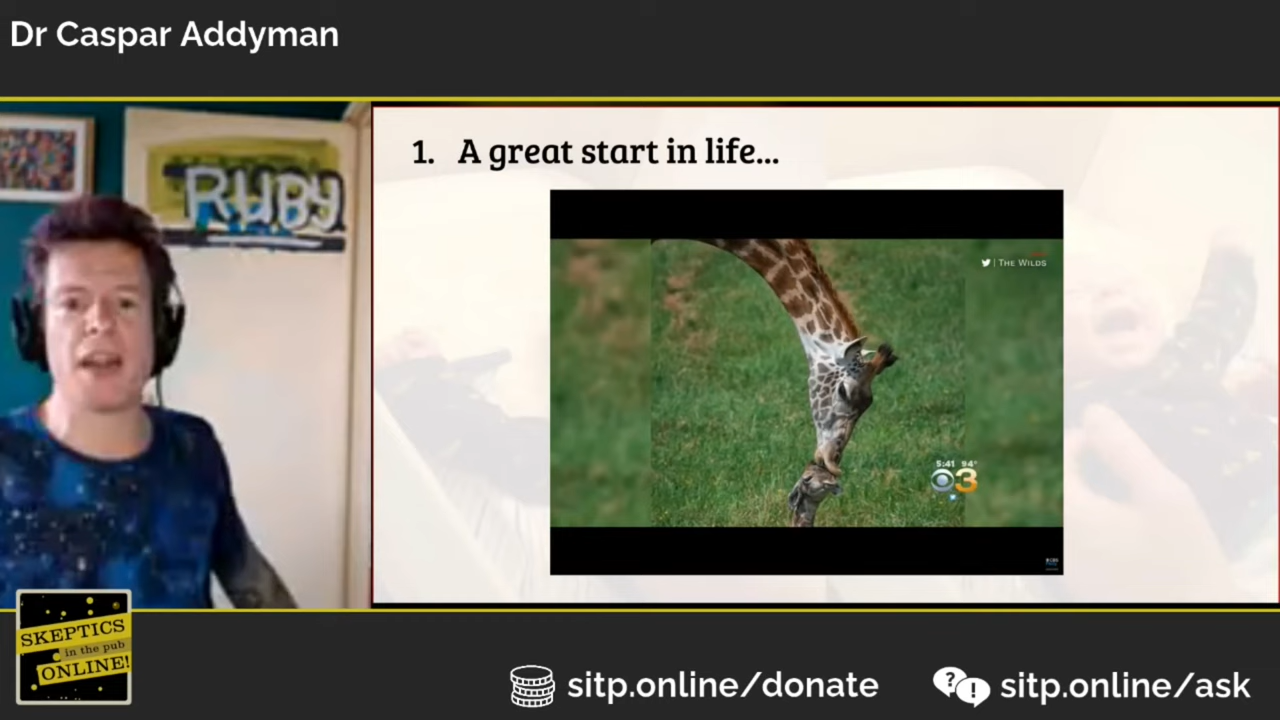 Dr Caspar Addyman
RUBY
1. A great start in life...
THE WILDS
5:41 94°
3
SKEPTICS
in the pub
ONLINE!
sitp.online/donate
sitp.online/ask